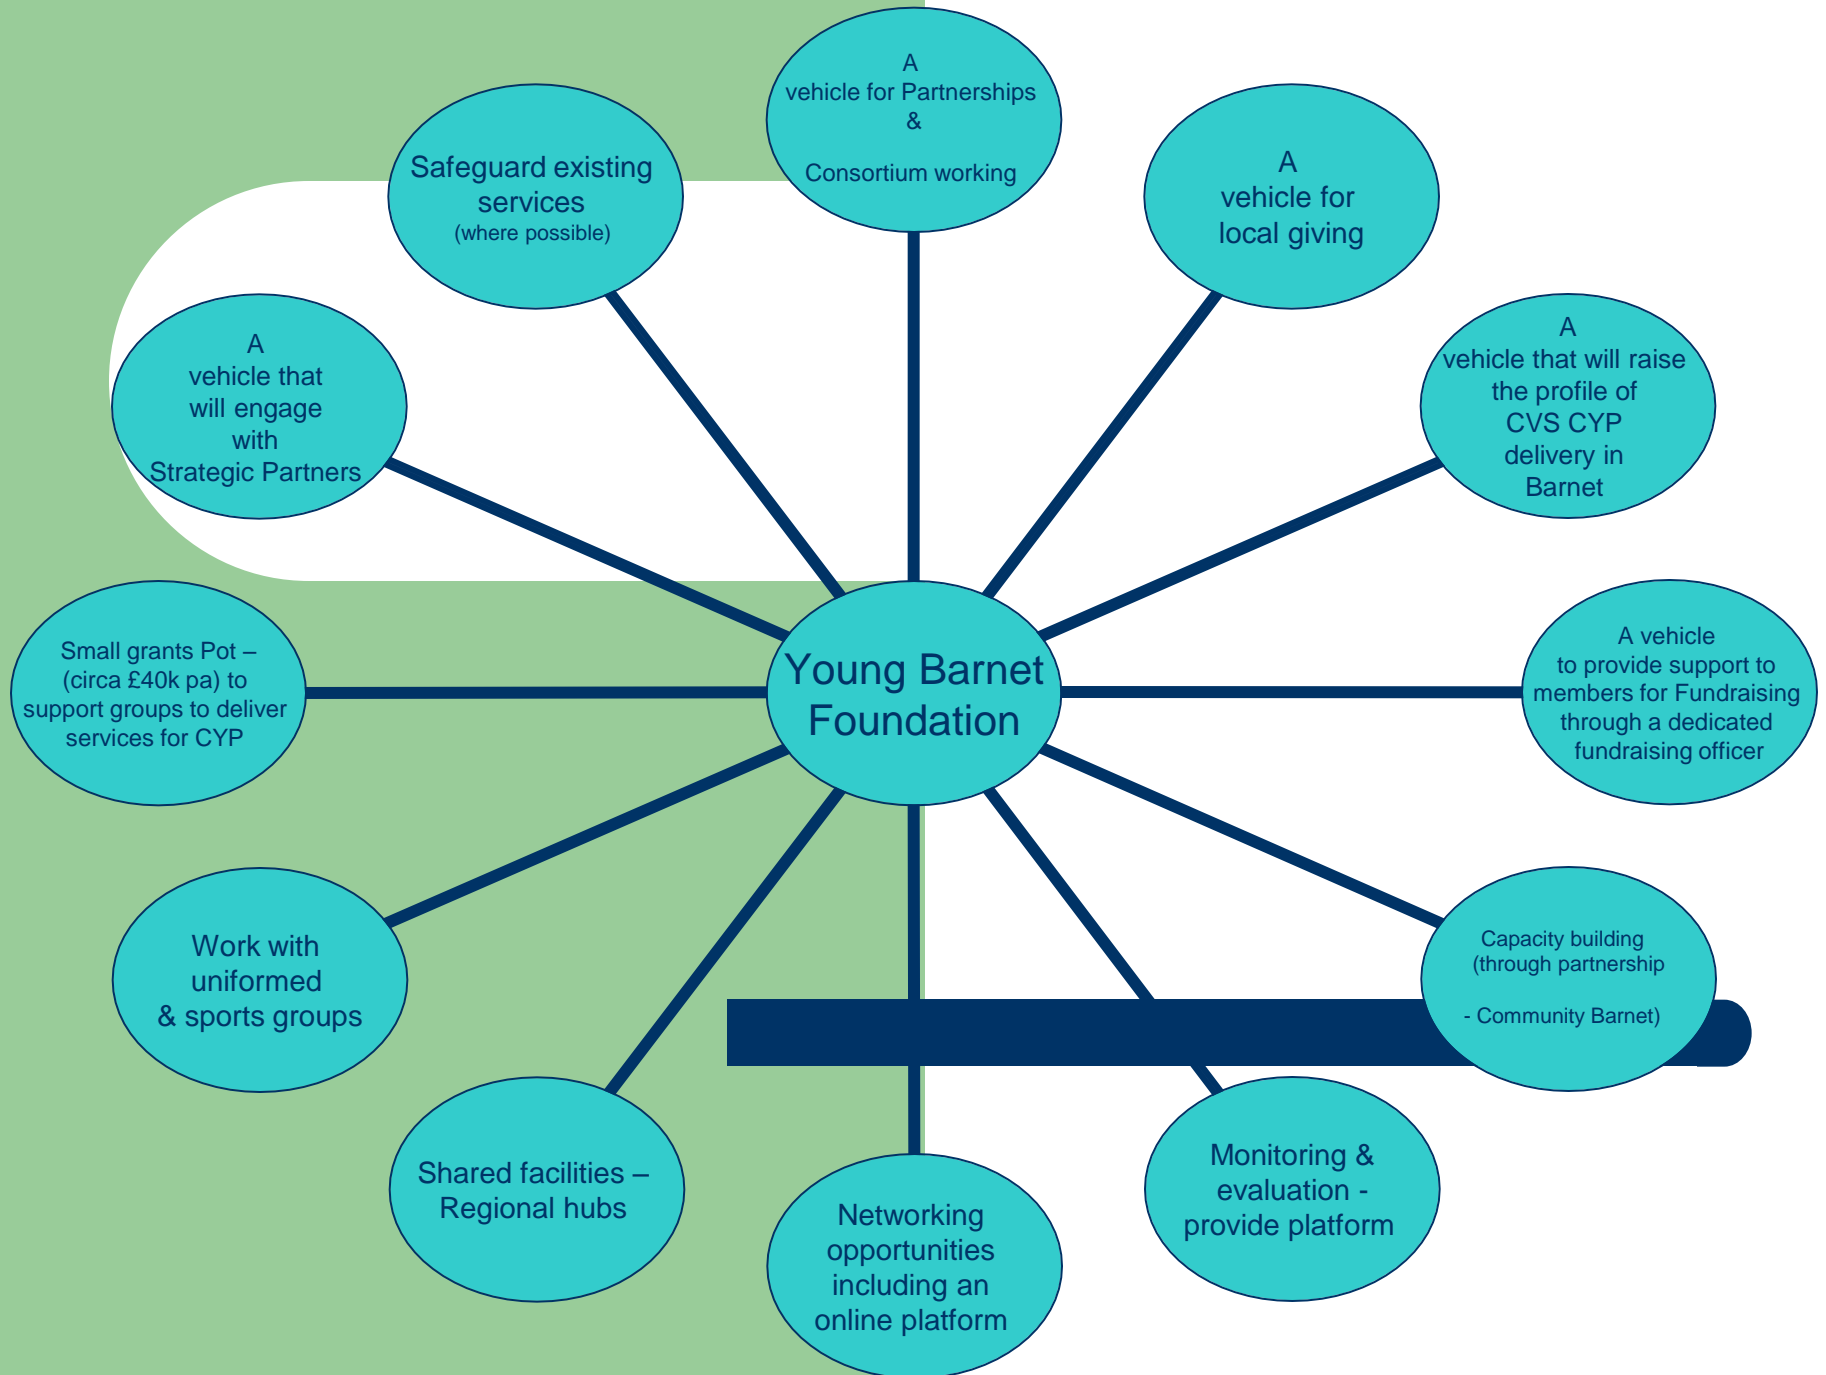 A
vehicle for Partnerships
&
Consortium working
Safeguard existing
services
(where possible)
A
vehicle for
local giving
A
vehicle that
will engage
with
Strategic Partners
A
vehicle that will raise
the profile of
CVS CYP
delivery in
Barnet
Small grants Pot –
(circa £40k pa) to
support groups to deliver
services for CYP
Young Barnet
Foundation
A vehicle
to provide support to
members for Fundraising
through a dedicated
fundraising officer
Work with
uniformed
& sports groups
Capacity building
(through partnership
- Community Barnet)
Shared facilities –
Regional hubs
Networking
opportunities
including an
online platform
Monitoring &
evaluation -
provide platform